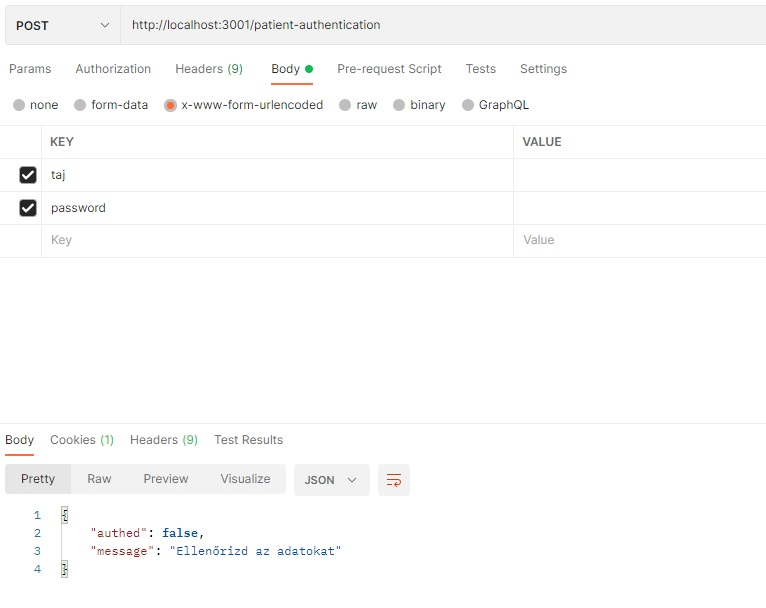 POST http://localhost:3001/patient-authentication
Params Authorization Headers (9) Body Pre-request Script Tests Settings
none form-data x-www-form-urlencoded raw binary GraphQL
KEY VALUE
taj
password
Key Value
Body Cookies (1) Headers (9) Test Results
Pretty Raw Preview Visualize JSON
1 {
2 "authed": false,
3 "message": "Ellenőrizd az adatokat"
4 }